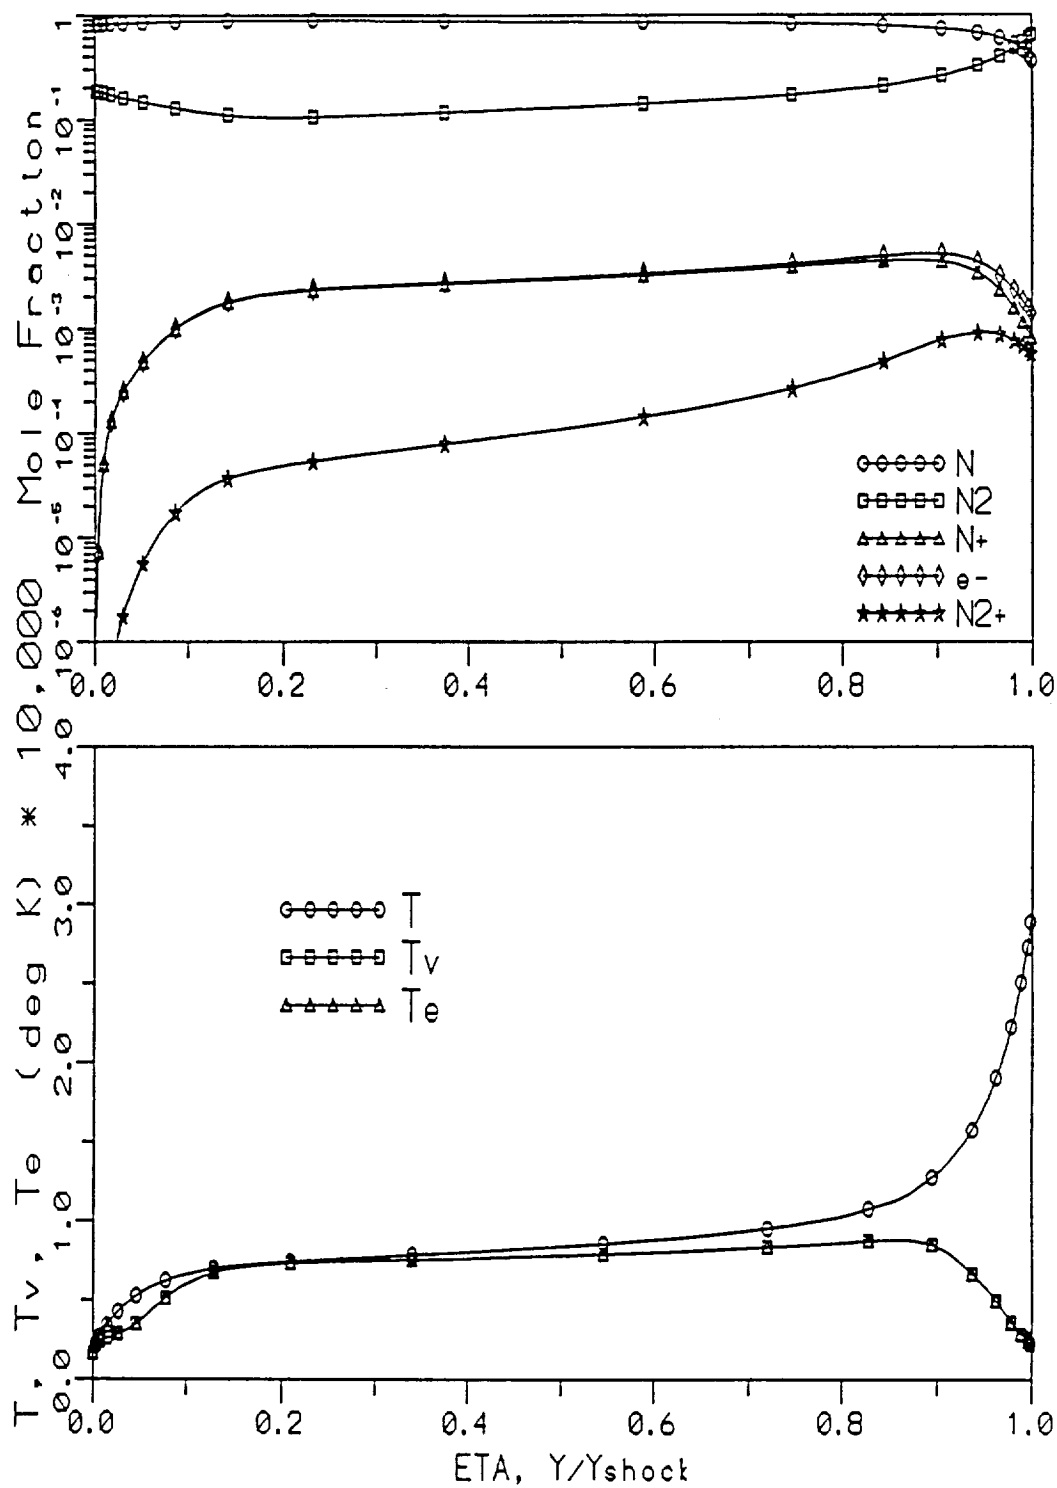 Mole Fraction
1
10-1
10-2
10-3
10-4
10-5
10-6
N
N2
N+
e-
N2+
0.0 0.2 0.4 0.6 0.8 1.0
T, Tv, Te (deg K) * 10,000
4.0
3.0
2.0
1.0
0.0
T
Tv
Te
0.0 0.2 0.4 0.6 0.8 1.0
ETA, Y/Yshock